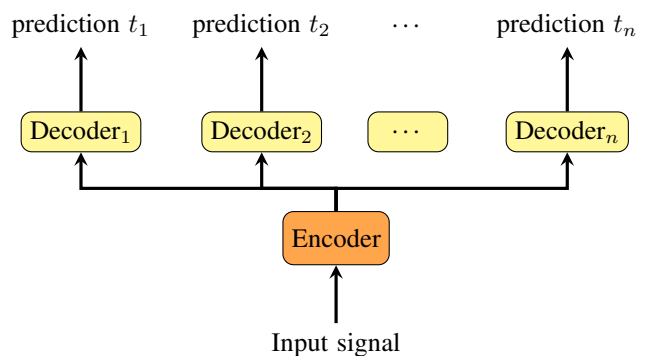 prediction t₁ prediction t₂ ⋯ prediction tₙ
Decoder₁ Decoder₂ ⋯ Decoderₙ
Encoder
Input signal